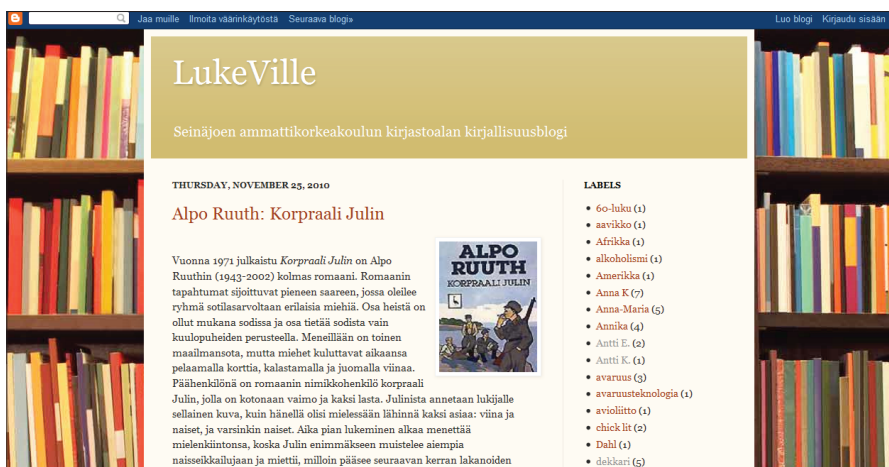 Jaa muille Ilmoita väärinkäytöstä Seuraava blogi» Luo blogi Kirjaudu sisään
LukeVille
Seinäjoen ammattikorkeakoulun kirjastoalan kirjallisuusblogi
THURSDAY, NOVEMBER 25, 2010
Alpo Ruuth: Korpraali Julin
ALPO
RUUTH
KORPRAALI JULIN
Vuonna 1971 julkaistu Korpraali Julin on Alpo
Ruuthin (1943-2002) kolmas romaani. Romaanin
tapahtumat sijoittuvat pieneen saareen, jossa oleilee
ryhmä sotilasarvoltaan erilaisia miehiä. Osa heistä on
ollut mukana sodissa ja osa tietää sodista vain
kuulopuheiden perusteella. Meneillään on toinen
maailmansota, mutta miehet kuluttavat aikaansa
pelaamalla korttia, kalastamalla ja juomalla viinaa.
Päähenkilönä on romaanin nimikkohenkilö korpraali
Julin, jolla on kotonaan vaimo ja kaksi lasta. Julinista annetaan lukijalle
sellainen kuva, kuin hänellä olisi mielessään lähinnä kaksi asiaa: viina ja
naiset, ja varsinkin naiset. Aika pian lukeminen alkaa menettää
mielenkiintonsa, koska Julin enimmäkseen muistelee aiempia
naisseikkailujaan ja miettii, milloin pääsee seuraavan kerran lakanoiden
LABELS
60-luku (1)
aavikko (1)
Afrikka (1)
alkoholismi (1)
Amerikka (1)
Anna K (7)
Anna-Maria (5)
Annika (4)
Antti E. (2)
Antti K. (1)
avaruus (3)
avaruusteknologia (1)
avioliitto (1)
chick lit (2)
Dahl (1)
dekkari (5)